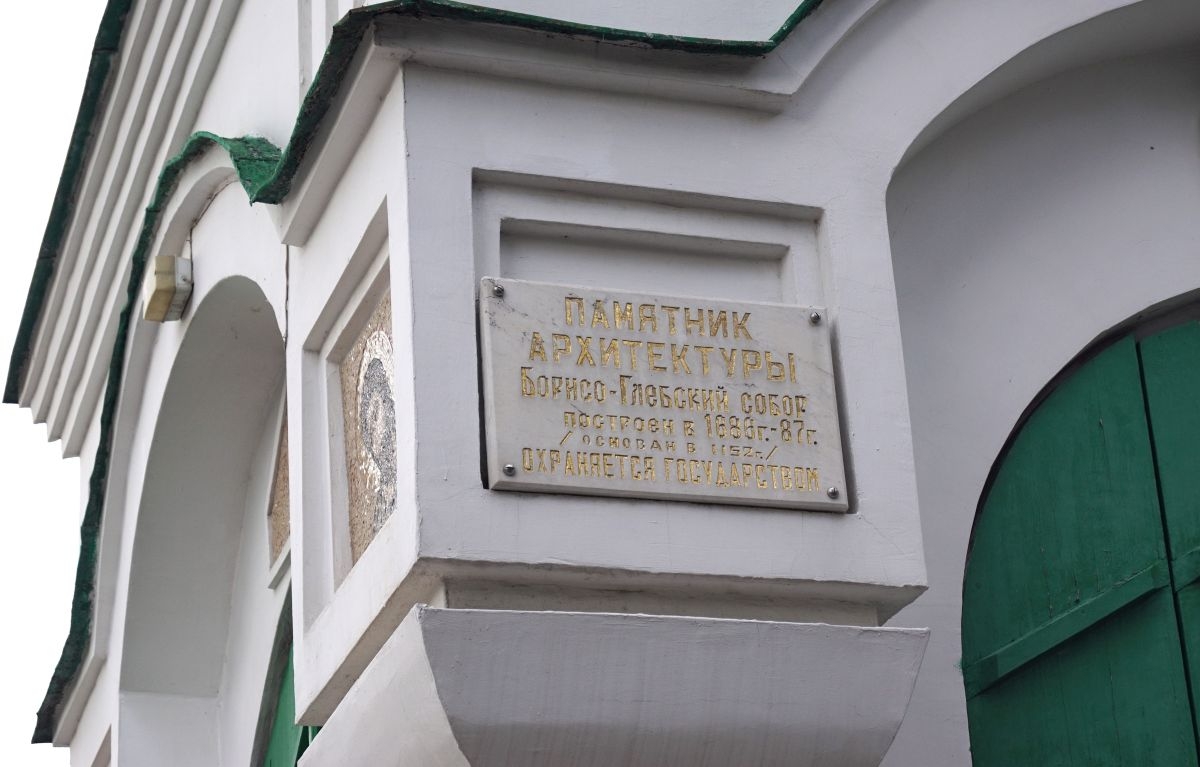 ПАМЯТНИК
АРХИТЕКТУРЫ
Борисо-Глебский собор
построен в 1686г.-87г.
/основан в 1152г./
ОХРАНЯЕТСЯ ГОСУДАРСТВОМ